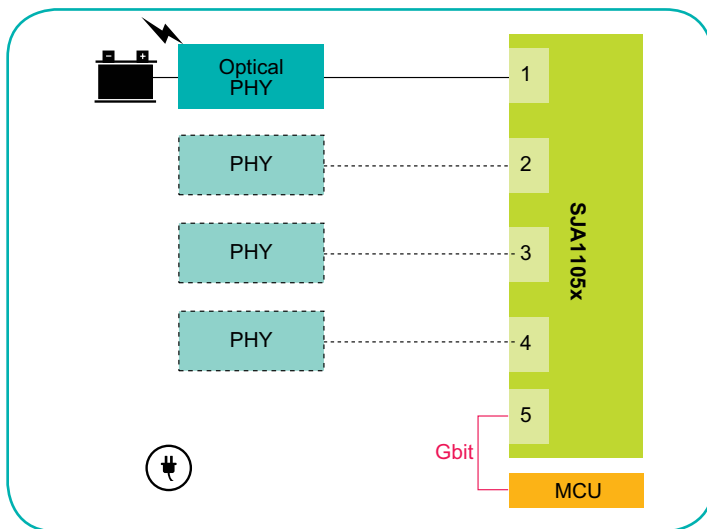 − +
Optical
PHY
1
PHY
2
PHY
3
PHY
4
5
SJA1105x
Gbit
MCU